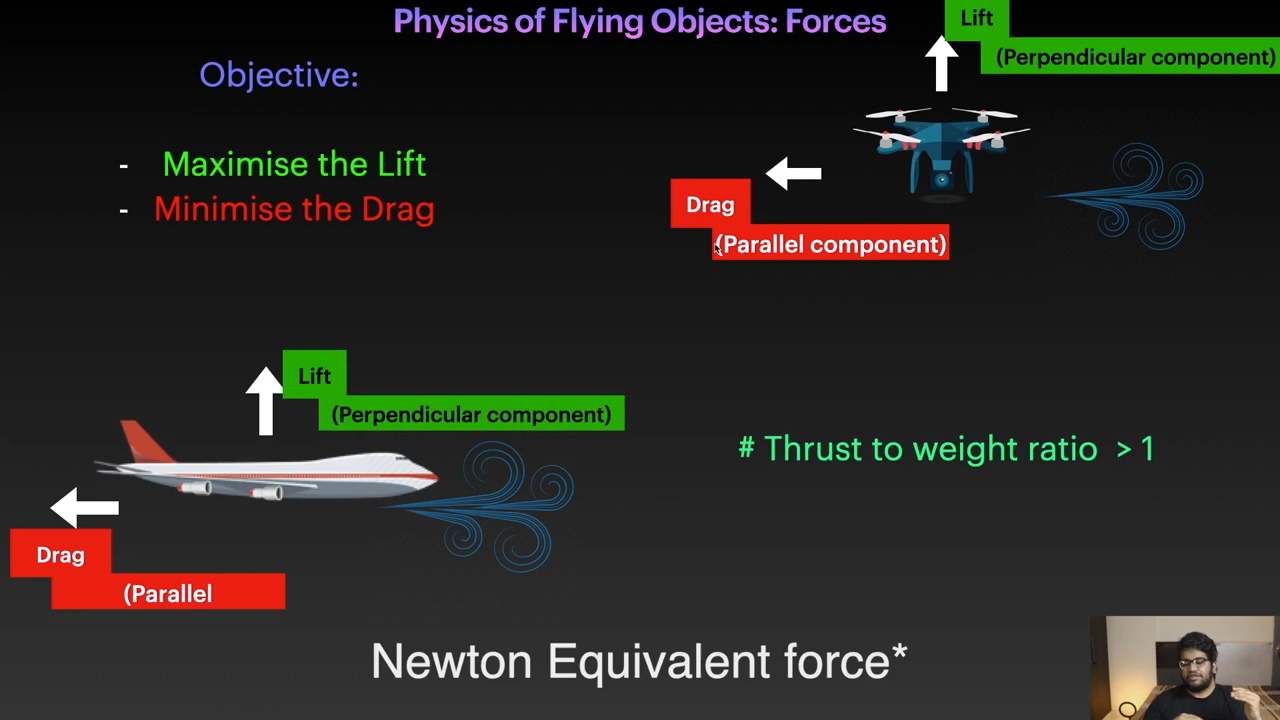 Physics of Flying Objects: Forces
Objective:
- Maximise the Lift
- Minimise the Drag
Lift
(Perpendicular component)
Drag
(Parallel component)
Lift
(Perpendicular component)
# Thrust to weight ratio > 1
Drag
(Parallel
Newton Equivalent force*